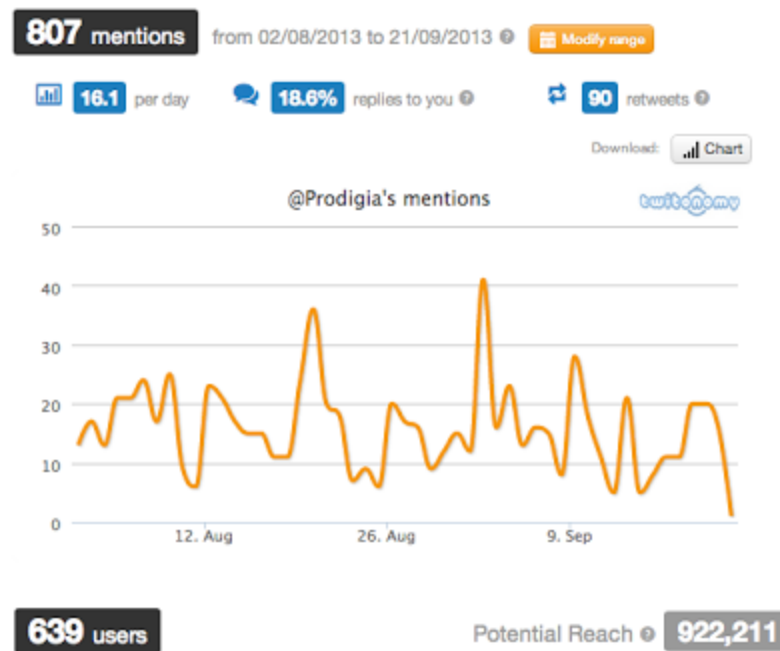 807 mentions from 02/08/2013 to 21/09/2013 ? Modify range
16.1 per day 18.6% replies to you ? 90 retweets ?
Download: Chart
@Prodigia's mentions twitonomy
50
40
30
20
10
0
12. Aug 26. Aug 9. Sep
639 users Potential Reach ? 922,211